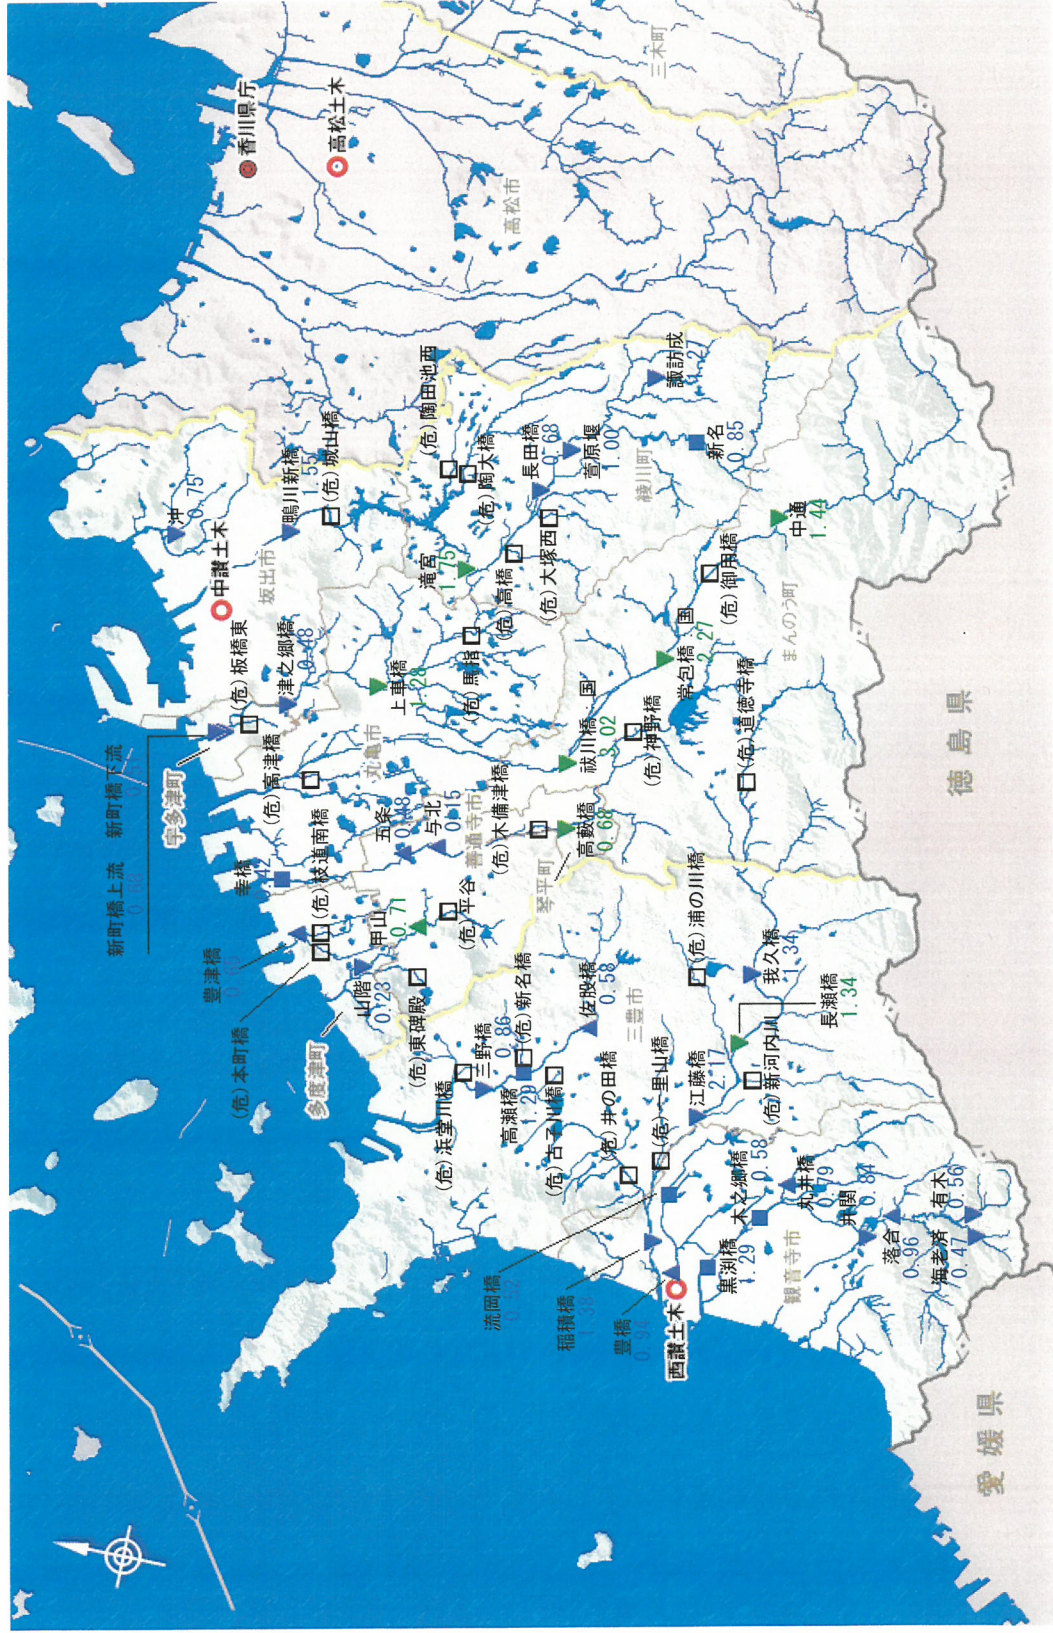 香川県庁
高松土木
三木町
高松市
沖
0.75
中讃土木
鴨川新橋
1.55
(危)城山橋
坂出市
(危)陶田池西
(危)陶大橋
長田橋
0.68
萱原堰
1.00
諏訪成
1.27
綾川町
新名
0.85
滝宮
1.75
(危)高橋
(危)大塚西
(危)馬指
(危)御用橋
中通
1.44
まんのう町
(危)板橋東
津之郷橋
0.48
上車橋
1.28
常包橋・国
2.27
新町橋上流
0.68
新町橋下流
宇多津町
(危)高津橋
丸亀市
祓川橋・国
3.02
(危)神野橋
(危)道徳寺橋
幸橋
0.42
(危)枝道南橋
五条
0.48
与北
0.15
善通寺市
(危)木傭津橋
琴平町
高藪橋
0.68
豊津橋
(危)本町橋
甲山
0.71
山階
0.23
(危)平谷
(危)東碑殿
多度津町
(危)浦の川橋
我久橋
1.34
長瀬橋
1.34
(危)浜堂川橋
三野橋
0.86
高瀬橋
1.29
(危)新名橋
佐股橋
0.58
三豊市
(危)古子川橋
(危)井の田橋
(危)一里山橋
江藤橋
2.17
(危)新河内川
流岡橋
稲積橋
1.38
豊橋
0.94
西讃土木
黒渕橋
1.29
木之郷橋
0.58
丸井橋
0.79
井関
0.84
観音寺市
落合
0.96
海老済
0.47
有木
0.56
徳島県
愛媛県